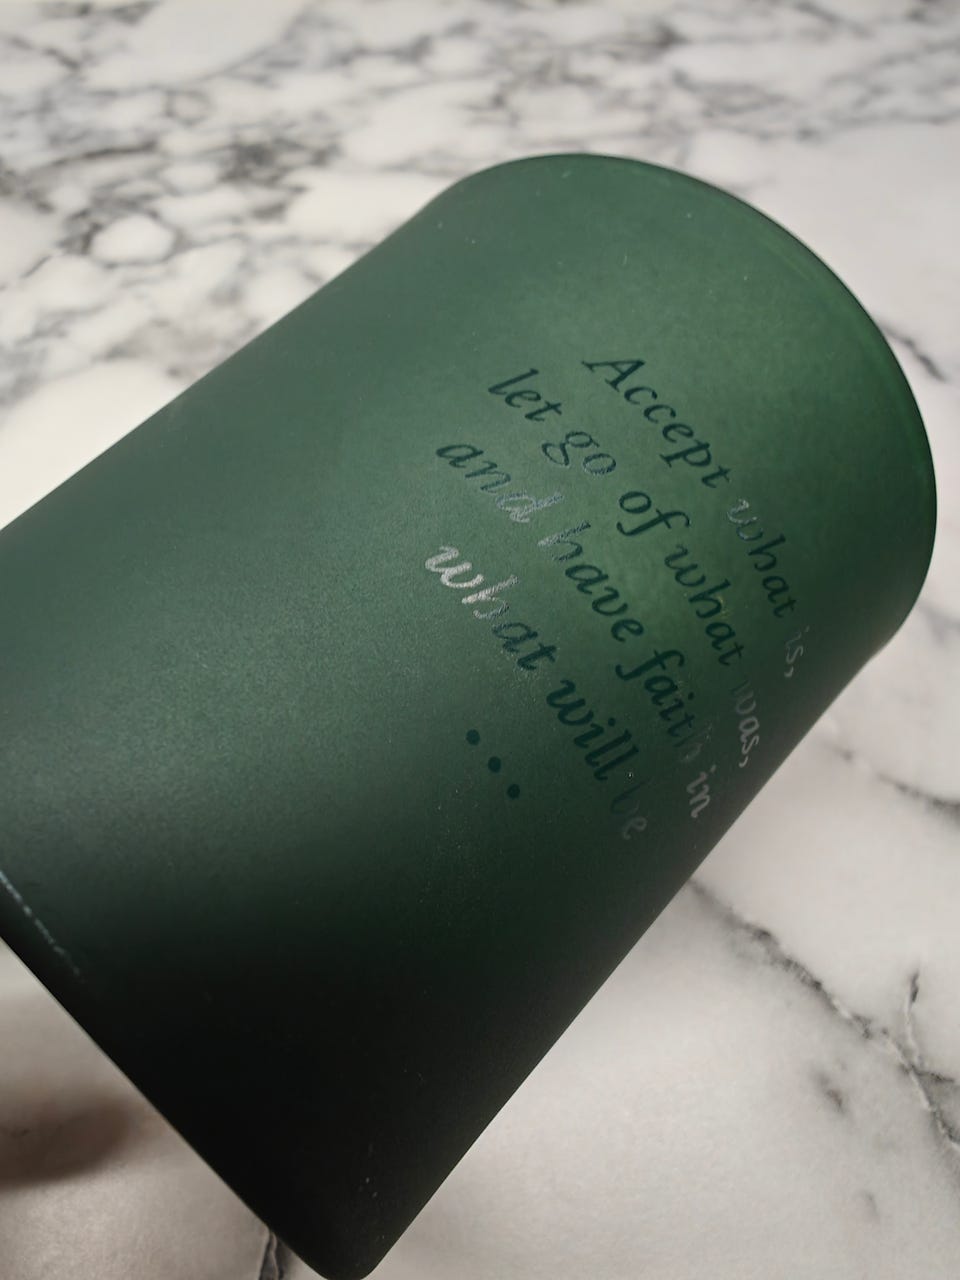 Accept what is,
let go of what was,
and have faith in
what will be
...